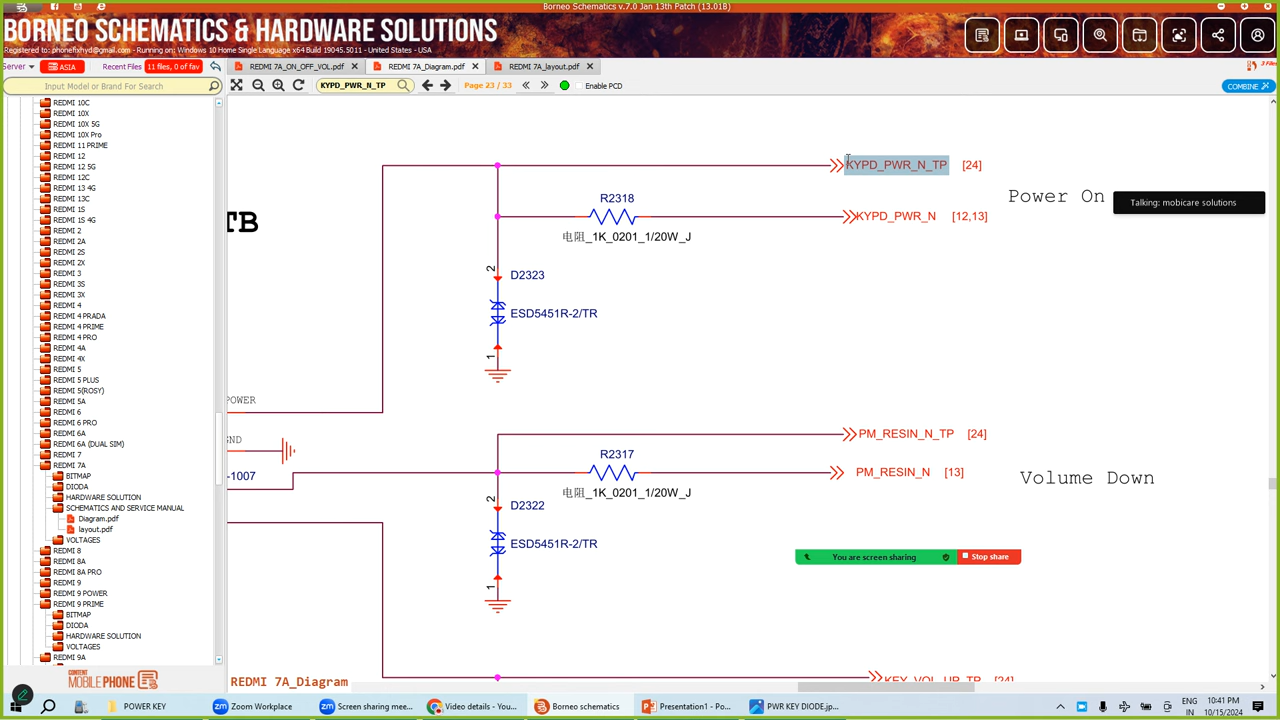 Borneo Schematics v.7.0 Jan 13th Patch (13.01B)
BORNEO SCHEMATICS & HARDWARE SOLUTIONS
Registered to: phonefixhyd@gmail.com - Running on: Windows 10 Home Single Language x64 Build 19045.5011 - United States - USA
Server
ASIA
Recent Files
11 files, 0 of fav
REDMI 7A_ON_OFF_VOL.pdf
REDMI 7A_Diagram.pdf
REDMI 7A_layout.pdf
3 Files
Input Model or Brand For Search
KYPD_PWR_N_TP
Page 23 / 33
Enable PCD
COMBINE
REDMI 10C
REDMI 10X
REDMI 10X 5G
REDMI 10X Pro
REDMI 11 PRIME
REDMI 12
REDMI 12 5G
REDMI 12C
REDMI 13 4G
REDMI 13C
REDMI 1S
REDMI 1S 4G
REDMI 2
REDMI 2A
REDMI 2S
REDMI 2X
REDMI 3
REDMI 3S
REDMI 3X
REDMI 4
REDMI 4 PRADA
REDMI 4 PRIME
REDMI 4 PRO
REDMI 4A
REDMI 4X
REDMI 5
REDMI 5 PLUS
REDMI 5(ROSY)
REDMI 5A
REDMI 6
REDMI 6 PRO
REDMI 6A
REDMI 6A (DUAL SIM)
REDMI 7
REDMI 7A
BITMAP
DIODA
HARDWARE SOLUTION
SCHEMATICS AND SERVICE MANUAL
Diagram.pdf
layout.pdf
VOLTAGES
REDMI 8
REDMI 8A
REDMI 8A PRO
REDMI 9
REDMI 9 POWER
REDMI 9 PRIME
BITMAP
DIODA
HARDWARE SOLUTION
VOLTAGES
REDMI 9A
CONTENT
MOBILE PHONE
KYPD_PWR_N_TP [24]
Power On
Talking: mobicare solutions
R2318
KYPD_PWR_N [12,13]
TB
电阻_1K_0201_1/20W_J
2
D2323
ESD5451R-2/TR
1
POWER
GND
PM_RESIN_N_TP [24]
R2317
-1007
PM_RESIN_N [13]
Volume Down
电阻_1K_0201_1/20W_J
2
D2322
ESD5451R-2/TR
You are screen sharing
Stop share
1
KEY_VOL_UP_TP [24]
REDMI 7A_Diagram
POWER KEY
Zoom Workplace
Screen sharing mee...
Video details - You...
Borneo schematics
Presentation1 - Po...
PWR KEY DIODE.jp...
ENG
IN
10:41 PM
10/15/2024